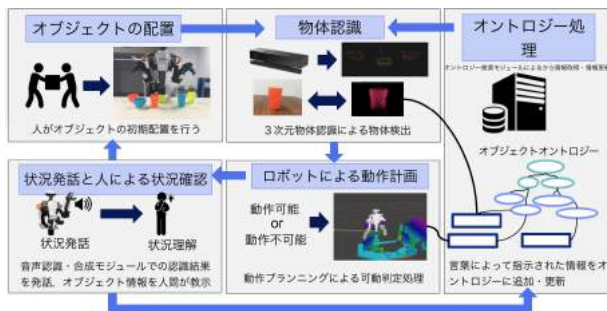 オブジェクトの配置
人がオブジェクトの初期配置を行う
物体認識
3次元物体認識による物体検出
オントロジー処
理
オブジェクトオントロジー
言葉によって指示された情報をオ
ントロジーに追加・更新
状況発話と人による状況確認
状況発話
状況理解
音声認識・合成モジュールでの認識結果
を発話、オブジェクト情報を人間が教示
ロボットによる動作計画
動作可能
or
動作不可能
動作プランニングによる可動判定処理